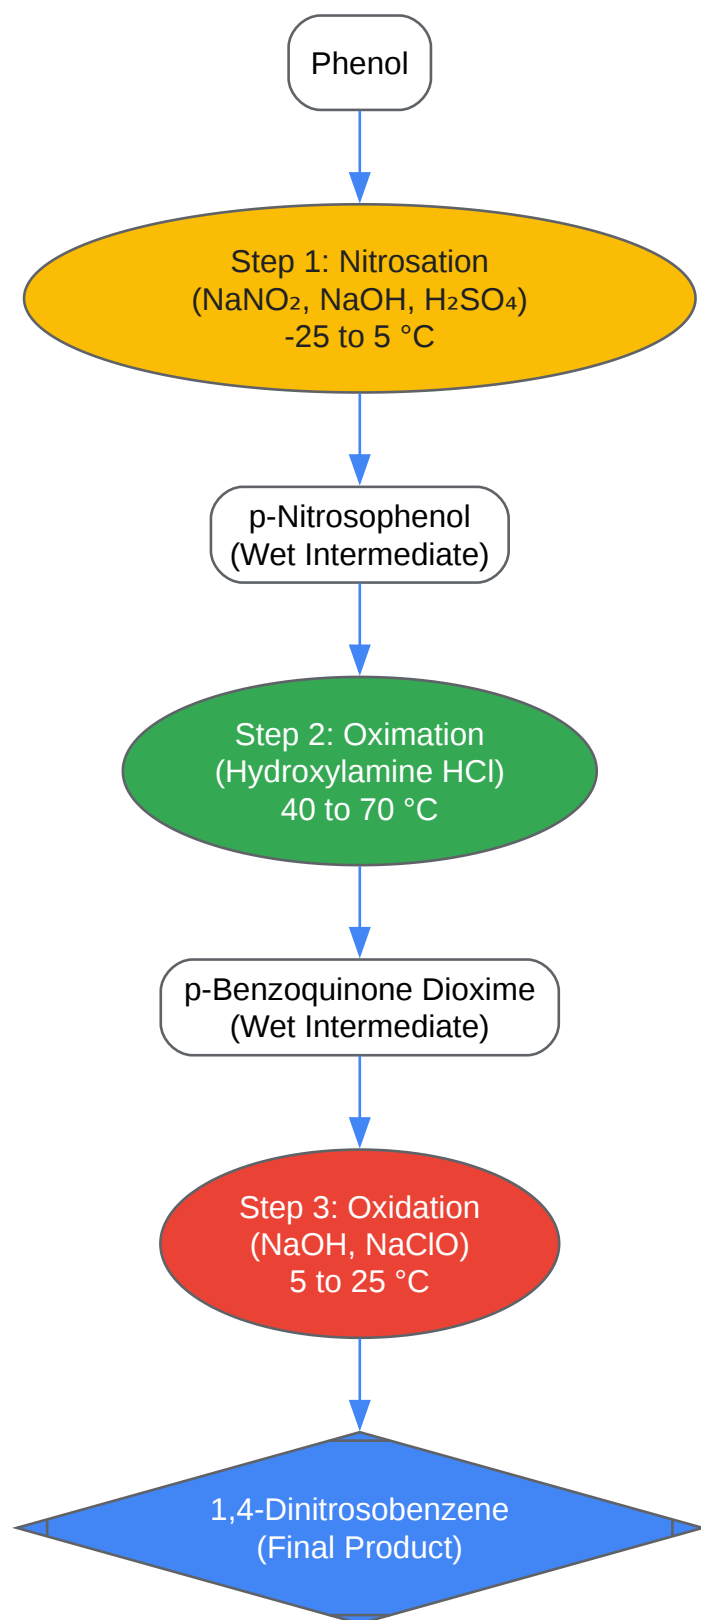 Phenol
Step 1: Nitrosation
(NaNO₂, NaOH, H₂SO₄)
-25 to 5 °C
p-Nitrosophenol
(Wet Intermediate)
Step 2: Oximation
(Hydroxylamine HCl)
40 to 70 °C
p-Benzoquinone Dioxime
(Wet Intermediate)
Step 3: Oxidation
(NaOH, NaClO)
5 to 25 °C
1,4-Dinitrosobenzene
(Final Product)